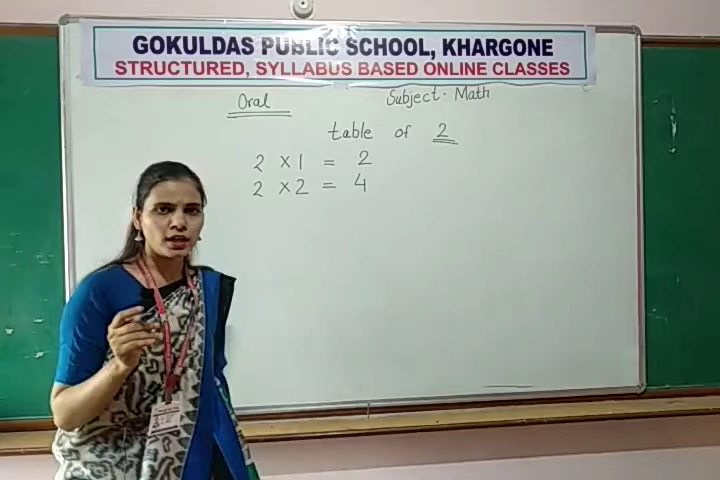 GOKULDAS PUBLIC SCHOOL, KHARGONE
STRUCTURED, SYLLABUS BASED ONLINE CLASSES
Oral Subject - Math
table of 2
2 × 1 = 2
2 × 2 = 4